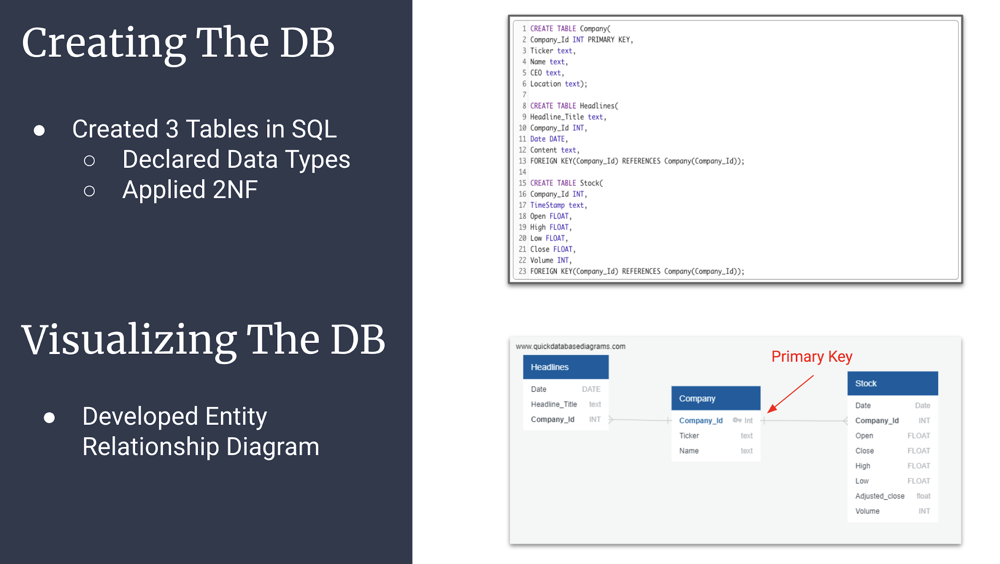 Creating The DB
● Created 3 Tables in SQL
○ Declared Data Types
○ Applied 2NF
1 CREATE TABLE Company(
2 Company_Id INT PRIMARY KEY,
3 Ticker text,
4 Name text,
5 CEO text,
6 Location text);
7
8 CREATE TABLE Headlines(
9 Headline_Title text,
10 Company_Id INT,
11 Date DATE,
12 Content text,
13 FOREIGN KEY(Company_Id) REFERENCES Company(Company_Id));
14
15 CREATE TABLE Stock(
16 Company_Id INT,
17 TimeStamp text,
18 Open FLOAT,
19 High FLOAT,
20 Low FLOAT,
21 Close FLOAT,
22 Volume INT,
23 FOREIGN KEY(Company_Id) REFERENCES Company(Company_Id));
Visualizing The DB
● Developed Entity
Relationship Diagram
www.quickdatabasediagrams.com
Headlines
Date DATE
Headline_Title text
Company_Id INT
Primary Key
Company
Company_Id Int
Ticker text
Name text
Stock
Date Date
Company_Id INT
Open FLOAT
Close FLOAT
High FLOAT
Low FLOAT
Adjusted_close float
Volume INT